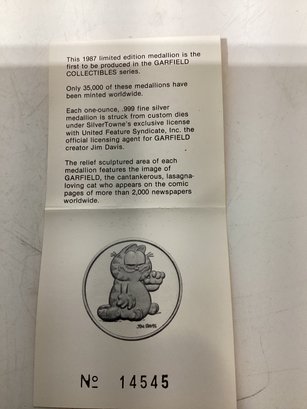 This 1987 limited edition medallion is the
first to be produced in the GARFIELD
COLLECTIBLES series.
Only 35,000 of these medallions have
been minted worldwide.
Each one-ounce, .999 fine silver
medallion is struck from custom dies
under SilverTowne's exclusive license
with United Feature Syndicate, Inc. the
official licensing agent for GARFIELD
creator Jim Davis.
The relief sculptured area of each
medallion features the image of
GARFIELD, the cantankerous, lasagna-
loving cat who appears on the comic
pages of more than 2,000 newspapers
worldwide.
JIM DAVIS
Nº 14545